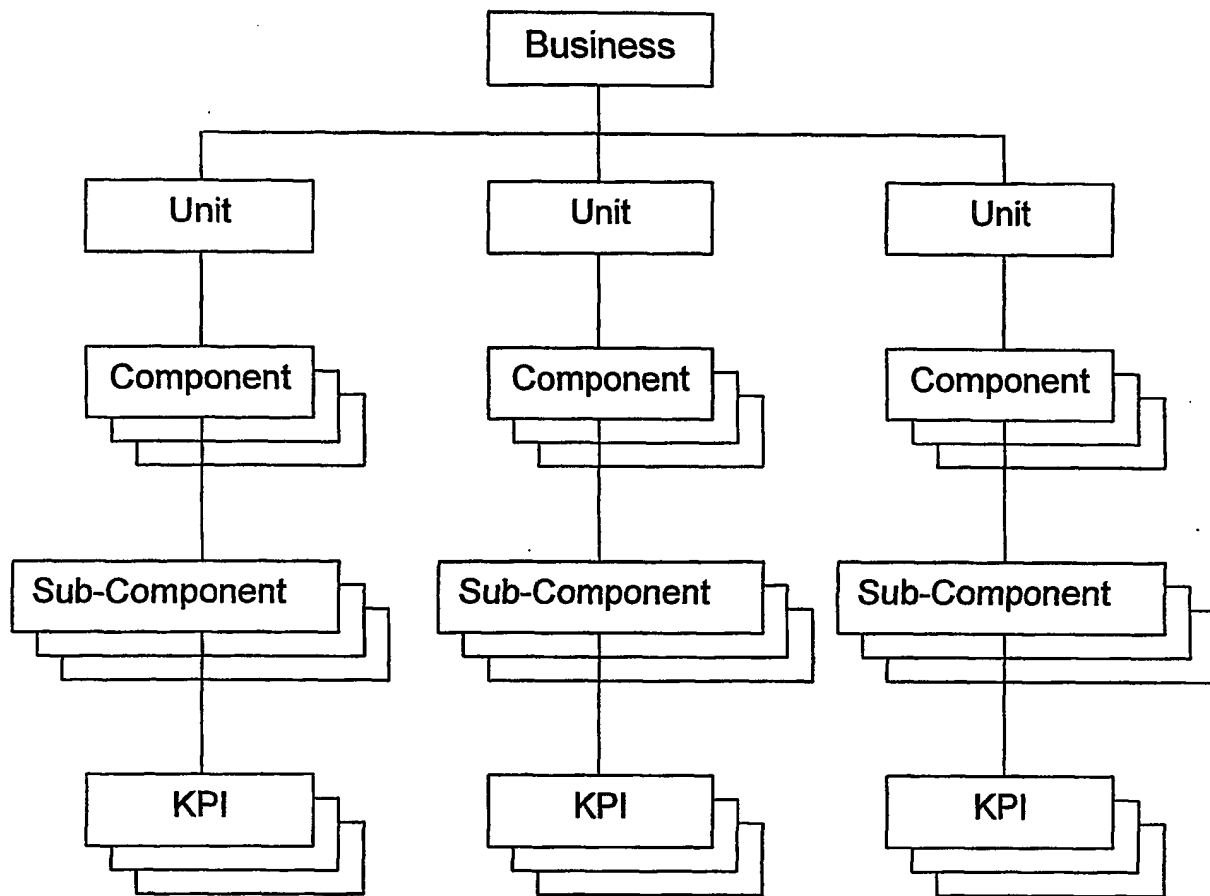 Business
Unit
Unit
Unit
Component
Component
Component
Sub-Component
Sub-Component
Sub-Component
KPI
KPI
KPI